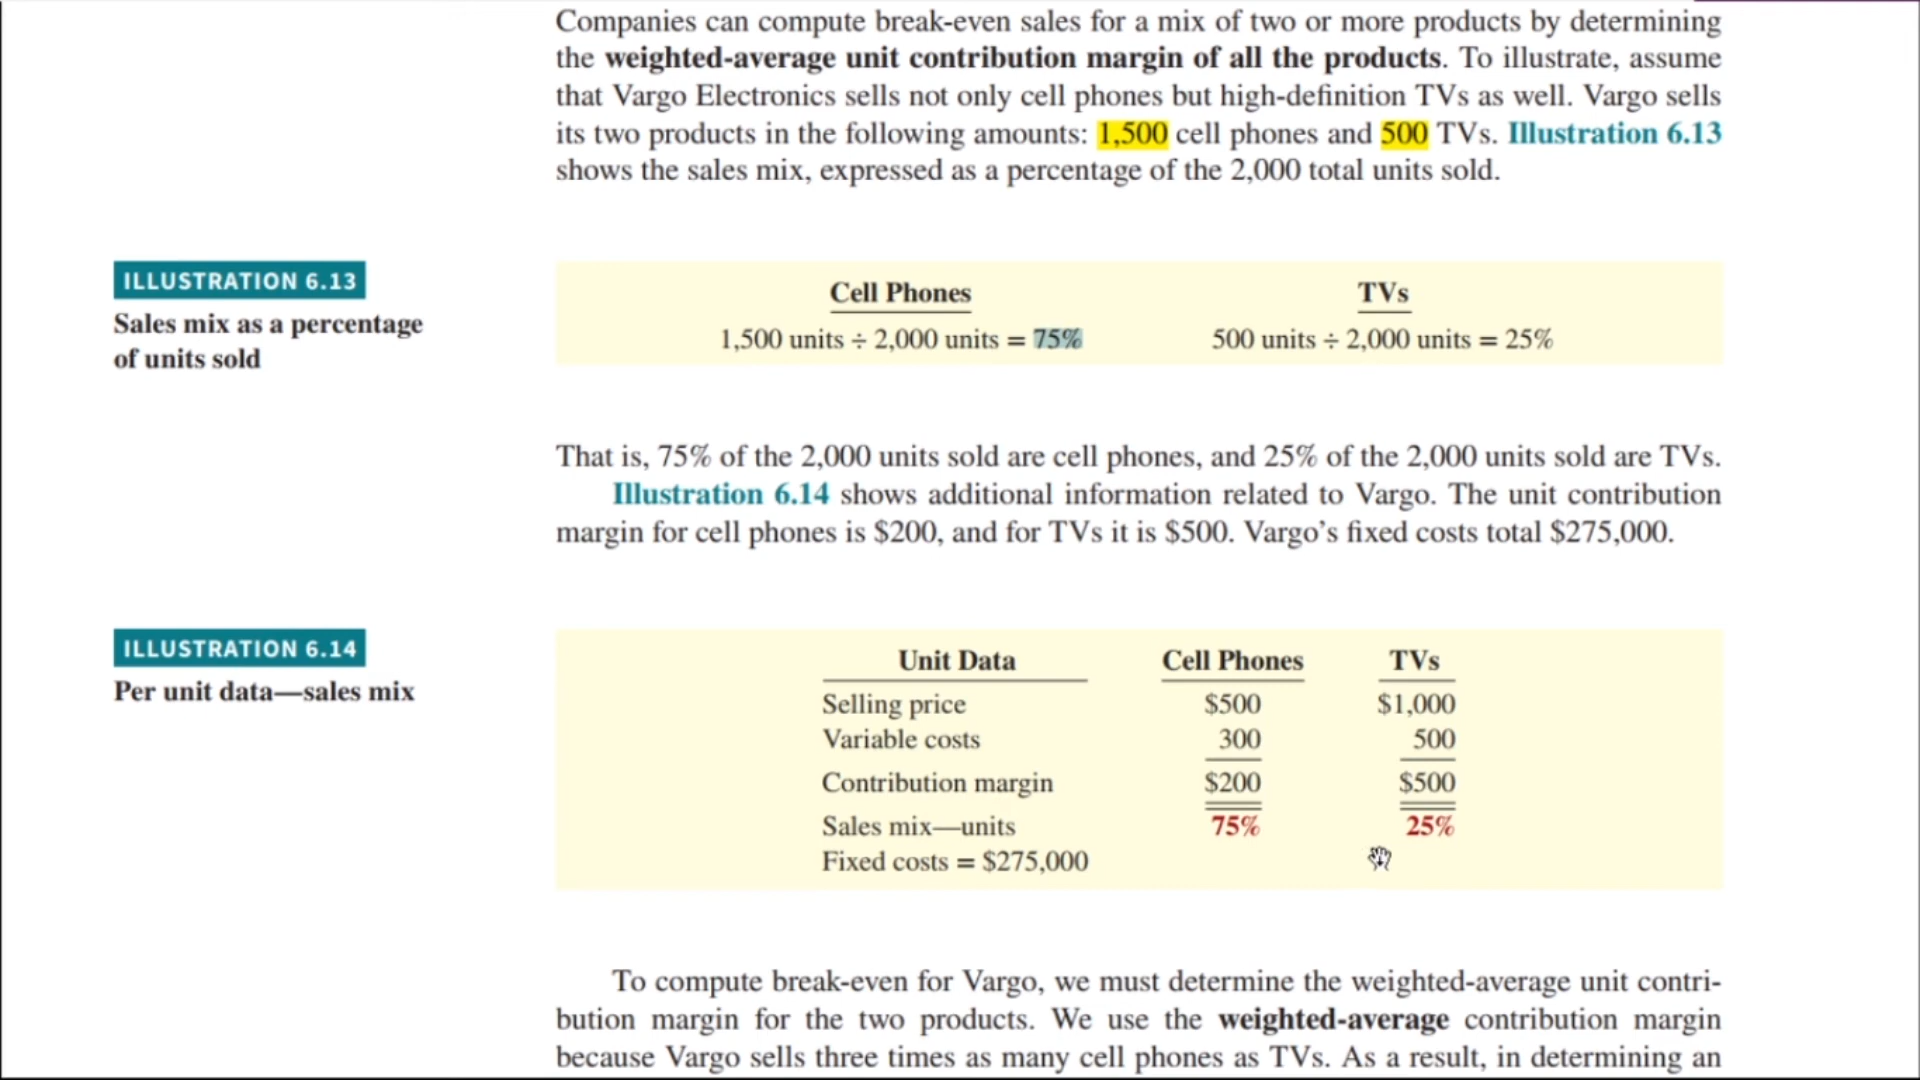 Companies can compute break-even sales for a mix of two or more products by determining
the weighted-average unit contribution margin of all the products. To illustrate, assume
that Vargo Electronics sells not only cell phones but high-definition TVs as well. Vargo sells
its two products in the following amounts: 1,500 cell phones and 500 TVs. Illustration 6.13
shows the sales mix, expressed as a percentage of the 2,000 total units sold.
ILLUSTRATION 6.13
Sales mix as a percentage
of units sold
Cell Phones TVs
1,500 units ÷ 2,000 units = 75% 500 units ÷ 2,000 units = 25%
That is, 75% of the 2,000 units sold are cell phones, and 25% of the 2,000 units sold are TVs.
Illustration 6.14 shows additional information related to Vargo. The unit contribution
margin for cell phones is $200, and for TVs it is $500. Vargo’s fixed costs total $275,000.
ILLUSTRATION 6.14
Per unit data—sales mix
Unit Data Cell Phones TVs
Selling price $500 $1,000
Variable costs 300 500
Contribution margin $200 $500
Sales mix—units 75% 25%
Fixed costs = $275,000
To compute break-even for Vargo, we must determine the weighted-average unit contri-
bution margin for the two products. We use the weighted-average contribution margin
because Vargo sells three times as many cell phones as TVs. As a result, in determining an